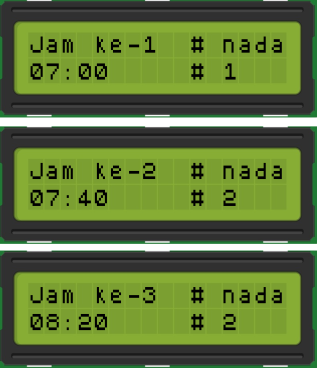 Jam ke-1  # nada
07:00     # 1
Jam ke-2  # nada
07:40     # 2
Jam ke-3  # nada
08:20     # 2